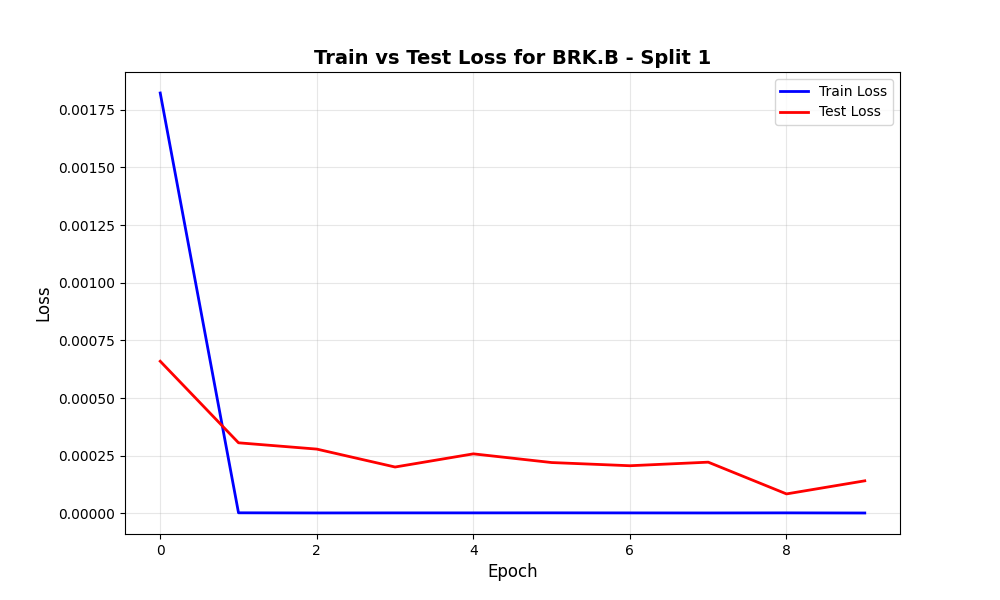 Train vs Test Loss for BRK.B - Split 1
Train Loss
Test Loss
0.00175
0.00150
0.00125
0.00100
0.00075
0.00050
0.00025
0.00000
Loss
0 2 4 6 8
Epoch